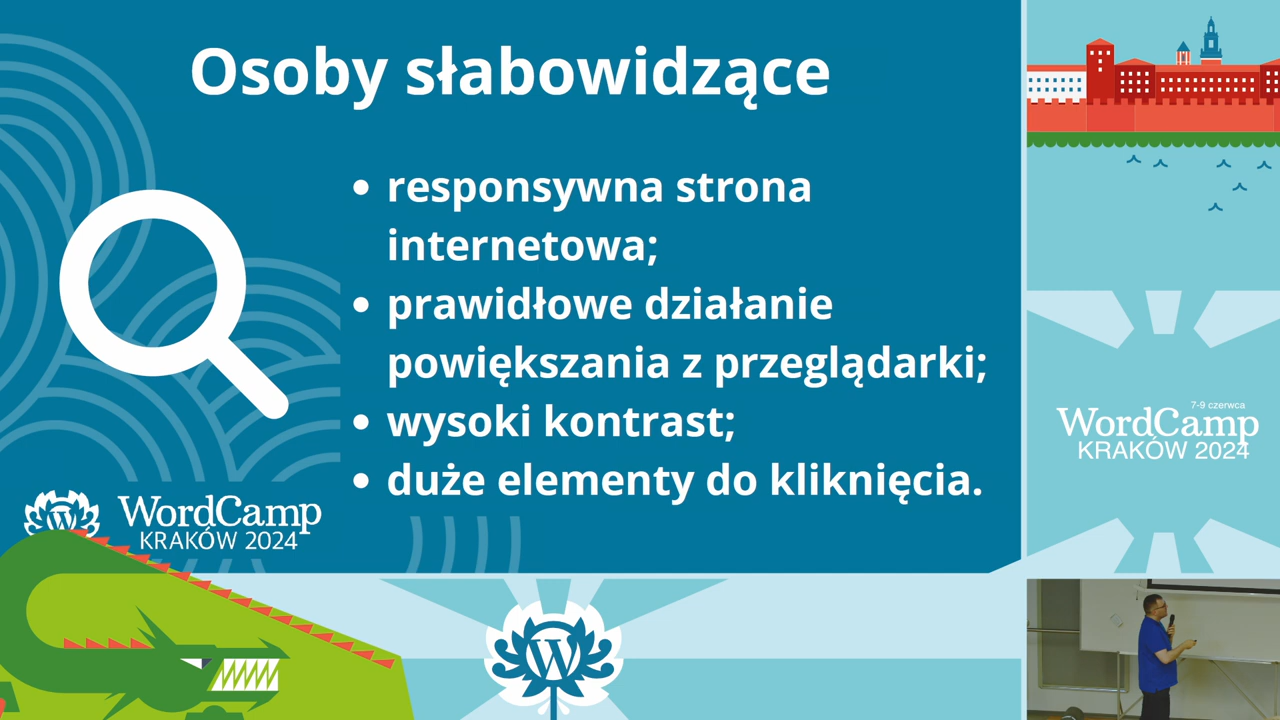 Osoby słabowidzące
• responsywna strona
internetowa;
• prawidłowe działanie
powiększania z przeglądarki;
• wysoki kontrast;
• duże elementy do kliknięcia.
WordCamp
KRAKÓW 2024
7-9 czerwca
WordCamp
KRAKÓW 2024
W
W